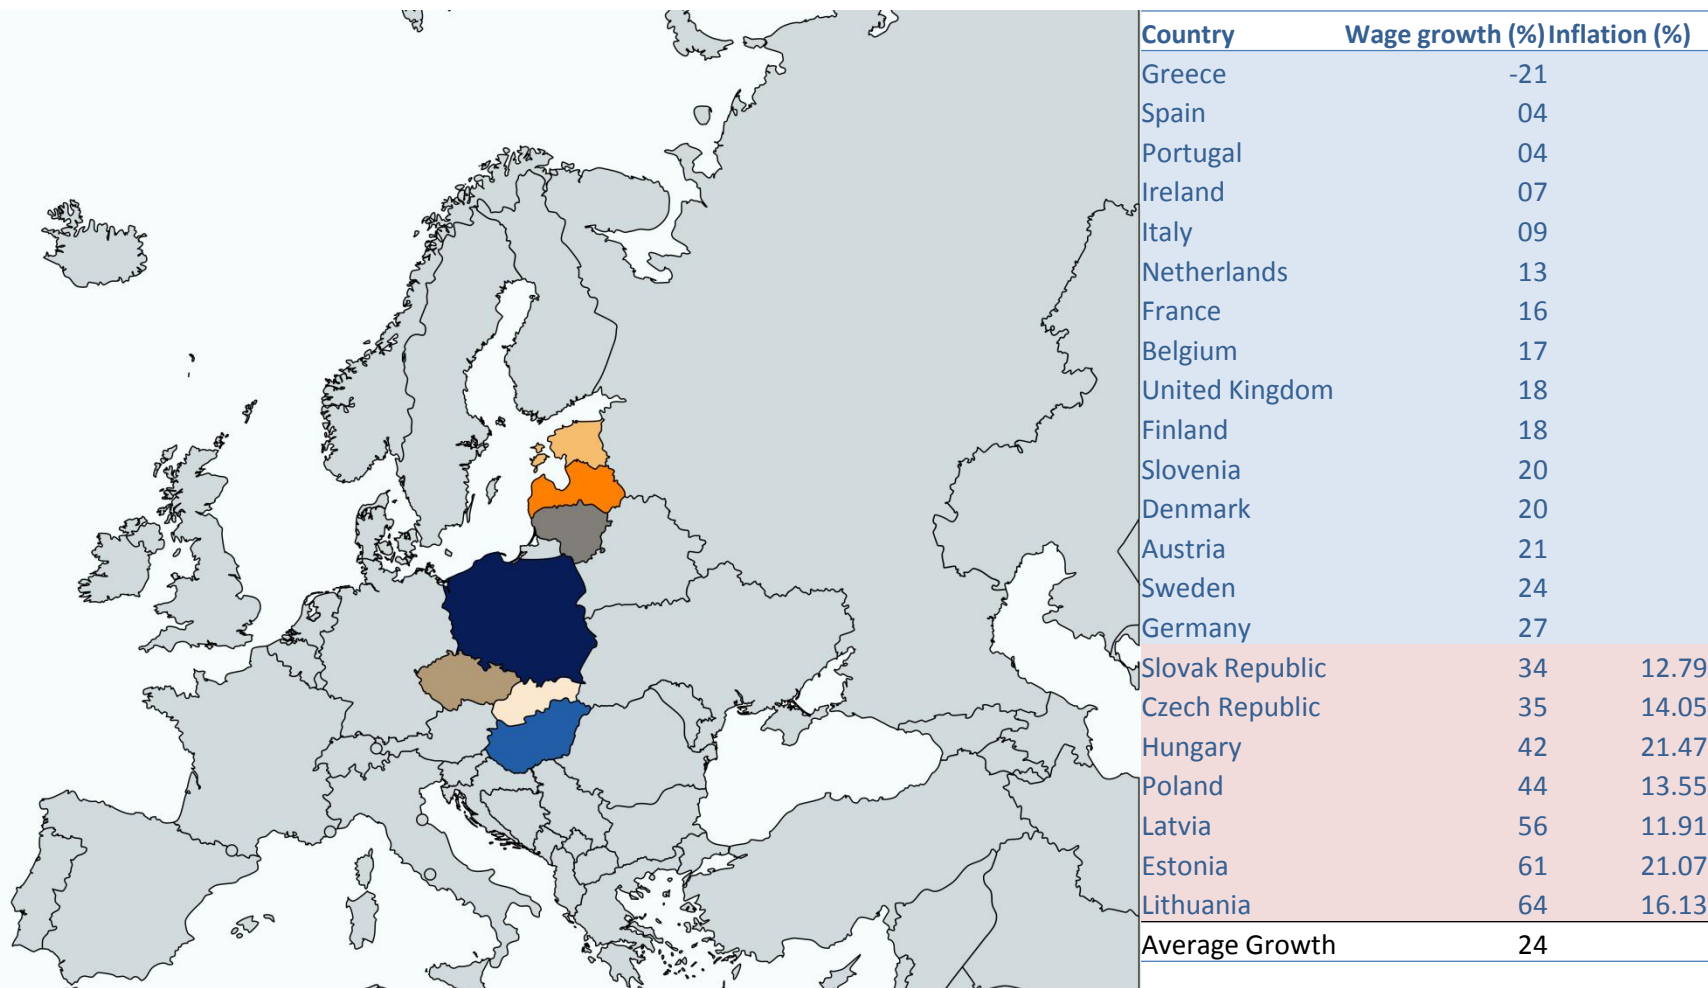 Country Wage growth (%) Inflation (%)
Greece -21
Spain 04
Portugal 04
Ireland 07
Italy 09
Netherlands 13
France 16
Belgium 17
United Kingdom 18
Finland 18
Slovenia 20
Denmark 20
Austria 21
Sweden 24
Germany 27
Slovak Republic 34 12.79
Czech Republic 35 14.05
Hungary 42 21.47
Poland 44 13.55
Latvia 56 11.91
Estonia 61 21.07
Lithuania 64 16.13
Average Growth 24